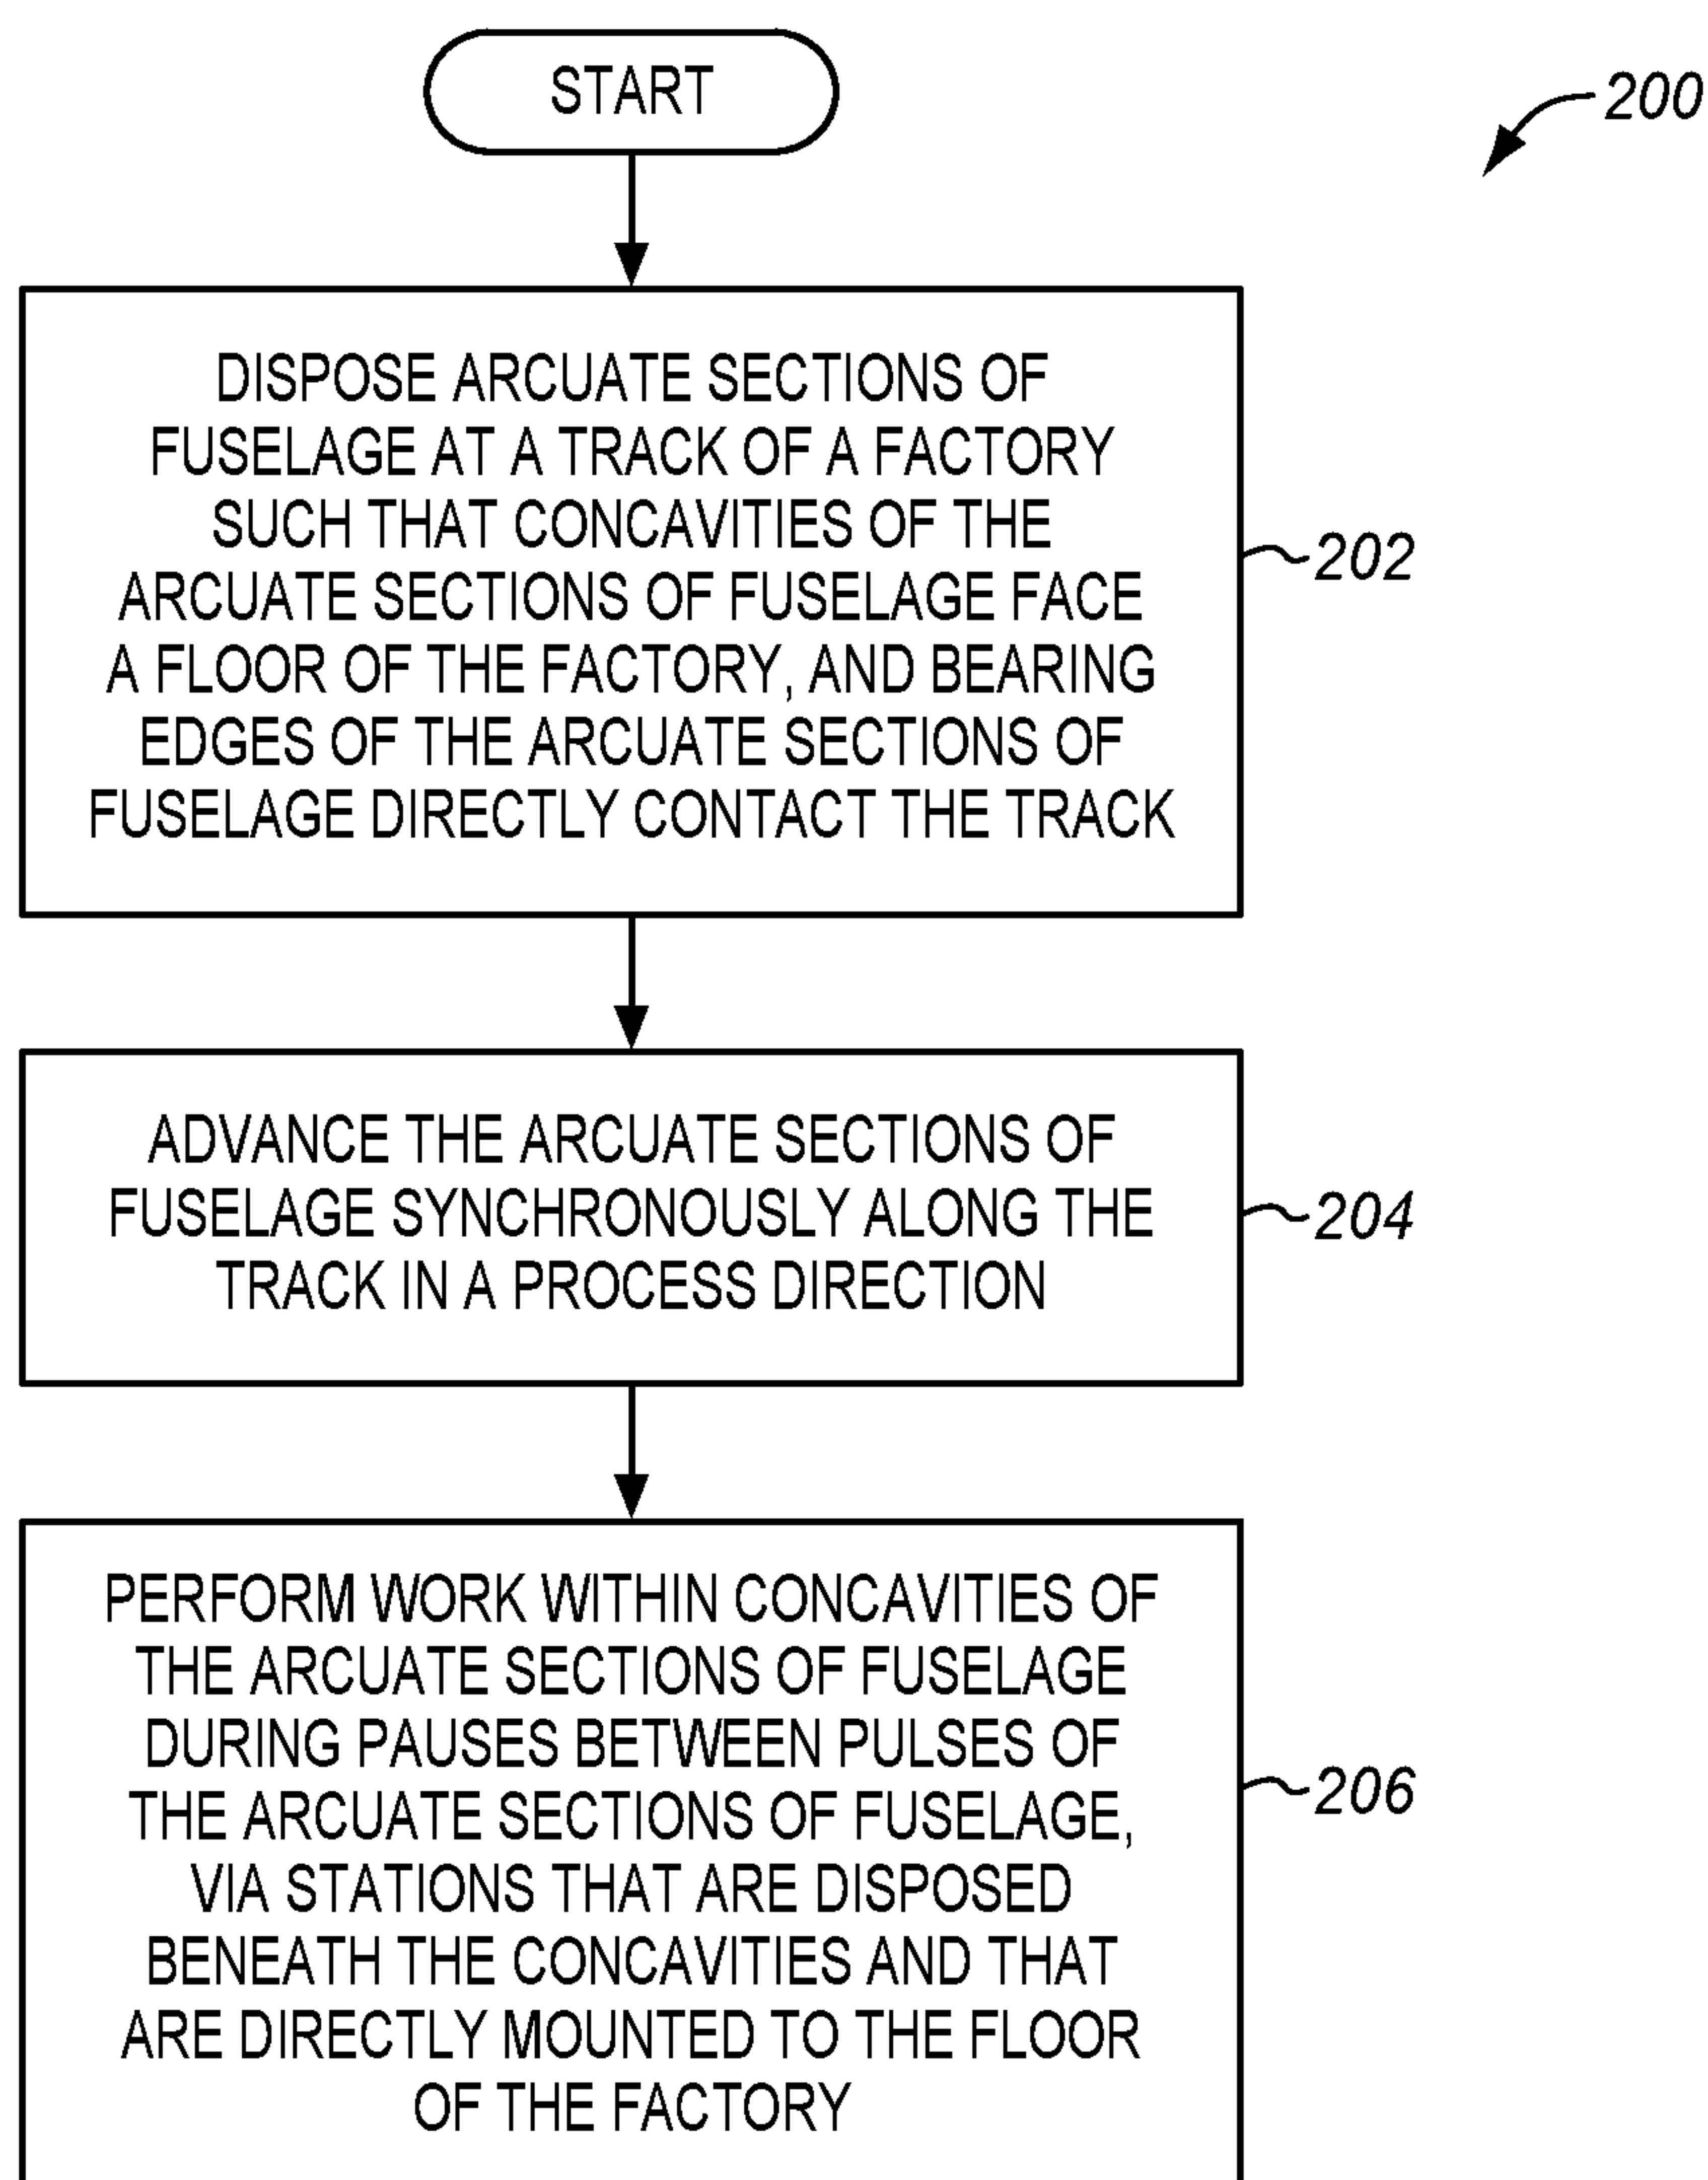 START
200
DISPOSE ARCUATE SECTIONS OF
FUSELAGE AT A TRACK OF A FACTORY
SUCH THAT CONCAVITIES OF THE
ARCUATE SECTIONS OF FUSELAGE FACE
A FLOOR OF THE FACTORY, AND BEARING
EDGES OF THE ARCUATE SECTIONS OF
FUSELAGE DIRECTLY CONTACT THE TRACK
202
ADVANCE THE ARCUATE SECTIONS OF
FUSELAGE SYNCHRONOUSLY ALONG THE
TRACK IN A PROCESS DIRECTION
204
PERFORM WORK WITHIN CONCAVITIES OF
THE ARCUATE SECTIONS OF FUSELAGE
DURING PAUSES BETWEEN PULSES OF
THE ARCUATE SECTIONS OF FUSELAGE,
VIA STATIONS THAT ARE DISPOSED
BENEATH THE CONCAVITIES AND THAT
ARE DIRECTLY MOUNTED TO THE FLOOR
OF THE FACTORY
206